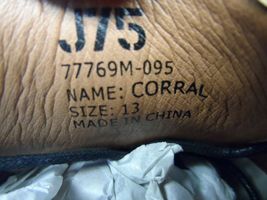 J75
77769M-095
NAME: CORRAL
SIZE: 13
MADE IN CHINA